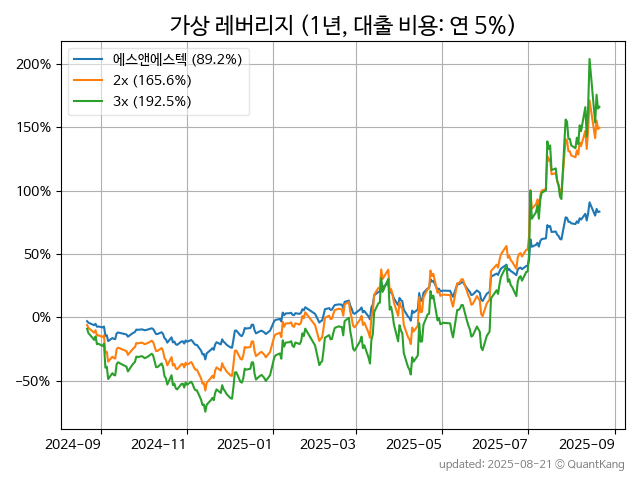 가상 레버리지 (1년, 대출 비용: 연 5%)
에스앤에스텍 (89.2%)
2x (165.6%)
3x (192.5%)
200%
150%
100%
50%
0%
−50%
2024-09
2024-11
2025-01
2025-03
2025-05
2025-07
2025-09
updated: 2025-08-21 © QuantKang